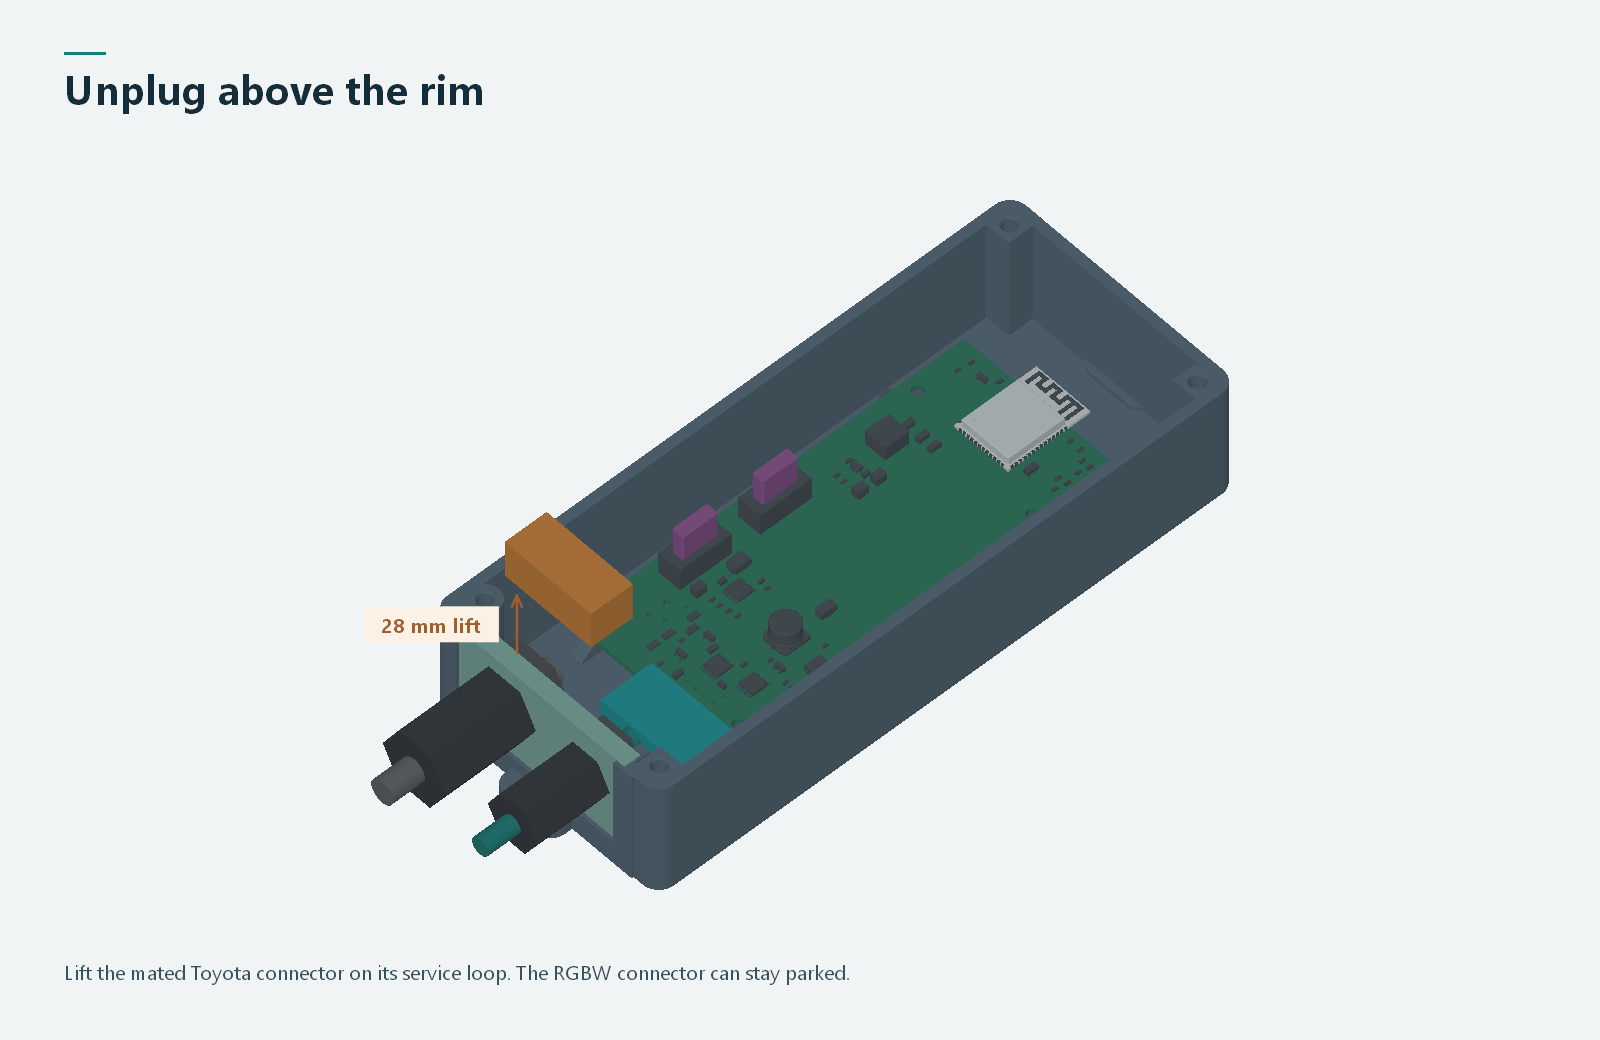 Unplug above the rim
28 mm lift
Lift the mated Toyota connector on its service loop. The RGBW connector can stay parked.